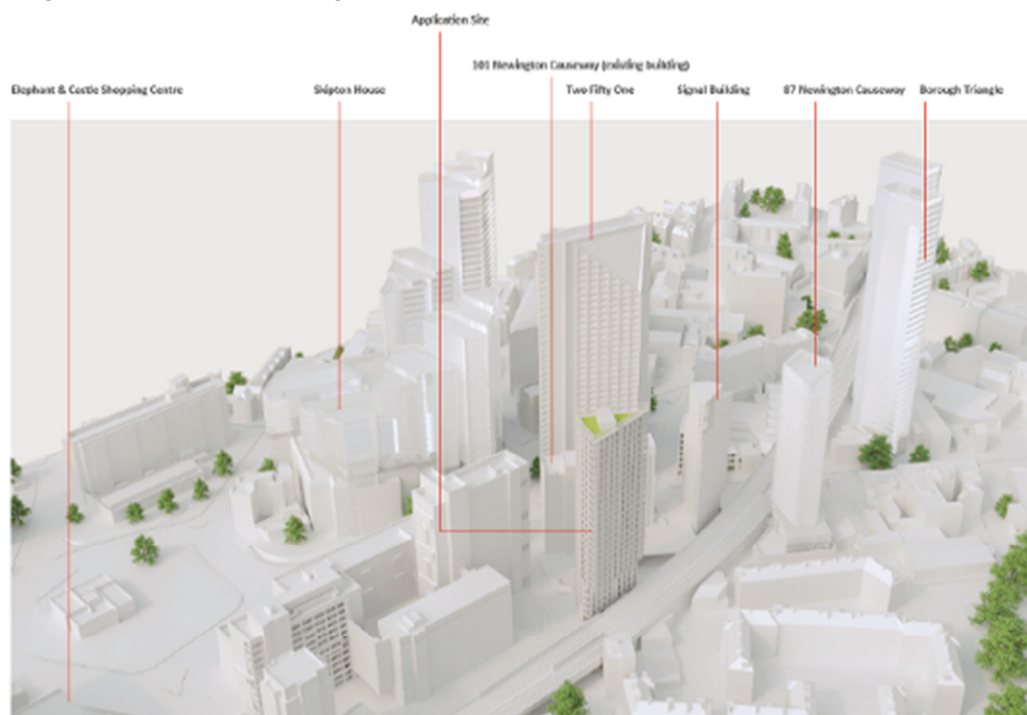 Application Site
101 Newington Causeway (existing building)
Elephant & Castle Shopping Centre
Skipton House
Two Fifty One
Signal Building
87 Newington Causeway
Borough Triangle